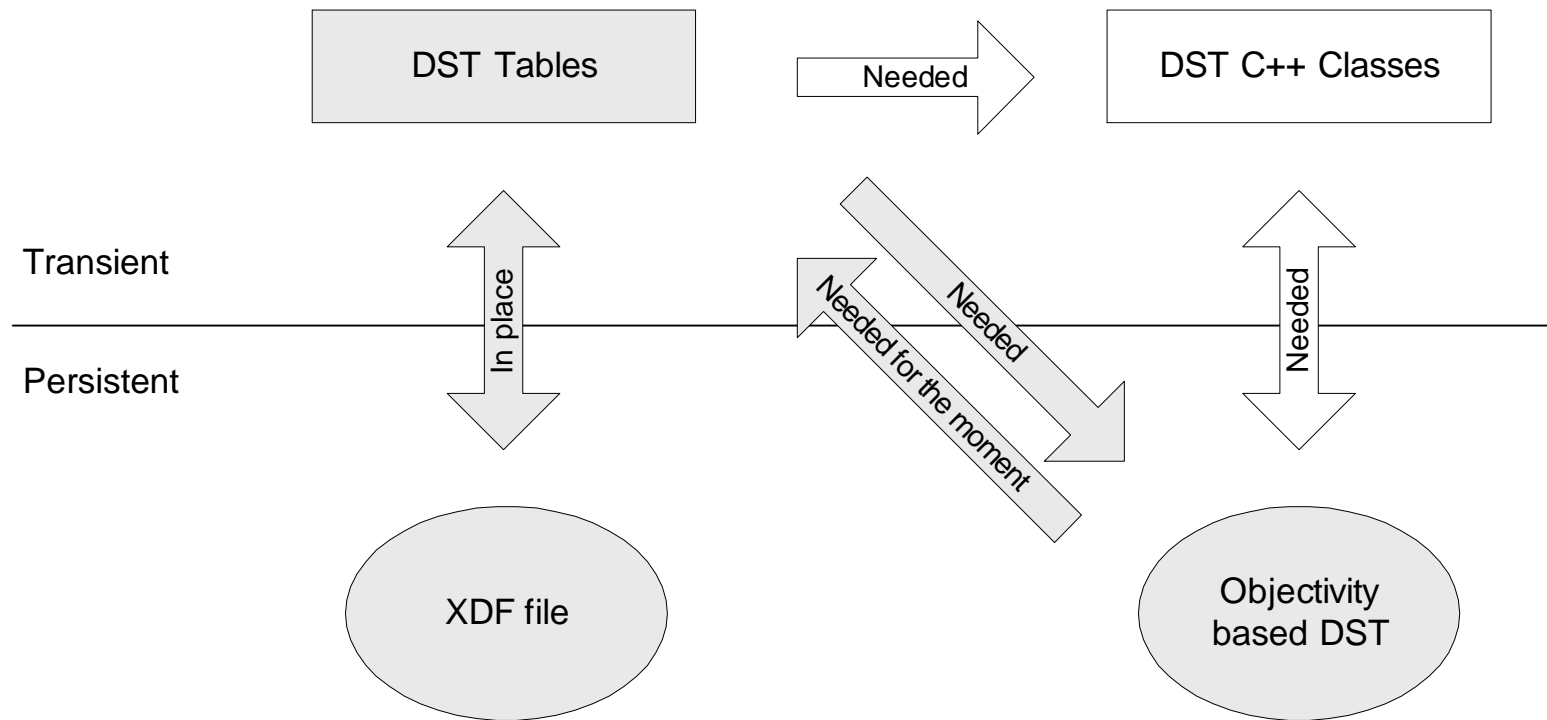 DST Tables
Needed
DST C++ Classes
Transient
In place
Needed for the moment
Needed
Needed
Persistent
XDF file
Objectivity
based DST